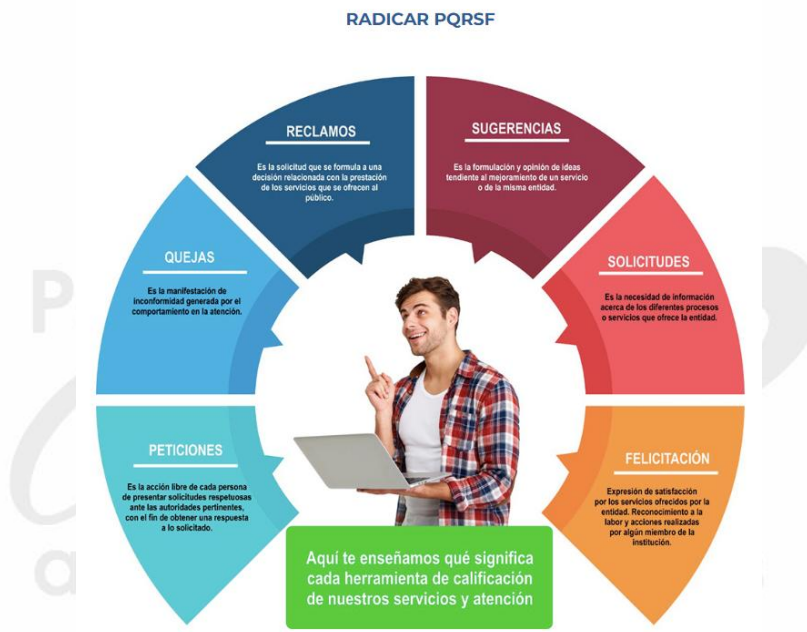 RADICAR PQRSF
RECLAMOS
Es la solicitud que se formula a una
decisión relacionada con la prestación
de los servicios que se ofrecen al
público.
SUGERENCIAS
Es la formulación y opinión de ideas
tendiente al mejoramiento de un servicio
o de la misma entidad.
QUEJAS
Es la manifestación de
inconformidad generada por el
comportamiento en la atención.
SOLICITUDES
Es la necesidad de información
acerca de los diferentes procesos
o servicios que ofrece la entidad.
PETICIONES
Es la acción libre de cada persona
de presentar solicitudes respetuosas
ante las autoridades pertinentes,
con el fin de obtener una respuesta
a lo solicitado.
FELICITACIÓN
Expresión de satisfacción
por los servicios ofrecidos por la
entidad. Reconocimiento a la
labor y acciones realizadas
por algún miembro de la
institución.
Aquí te enseñamos qué significa
cada herramienta de calificación
de nuestros servicios y atención